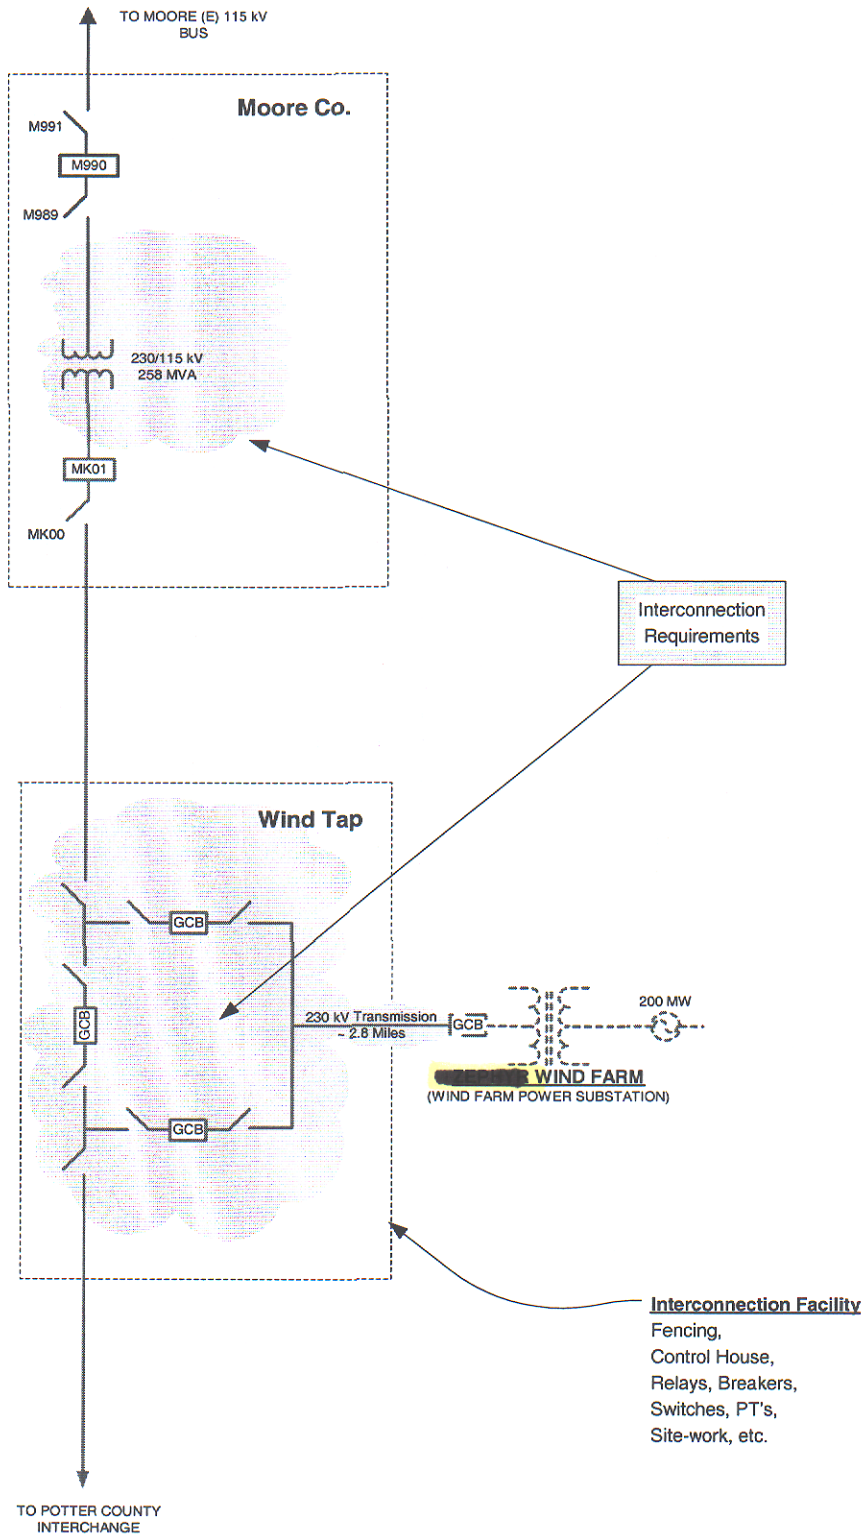 TO MOORE (E) 115 kV
BUS
Moore Co.
M991
M990
M989
230/115 kV
258 MVA
MK01
MK00
Interconnection
Requirements
Wind Tap
GCB
GCB
230 kV Transmission
~ 2.8 Miles
GCB
200 MW
WIND FARM
(WIND FARM POWER SUBSTATION)
GCB
Interconnection Facility
Fencing,
Control House,
Relays, Breakers,
Switches, PT's,
Site-work, etc.
TO POTTER COUNTY
INTERCHANGE